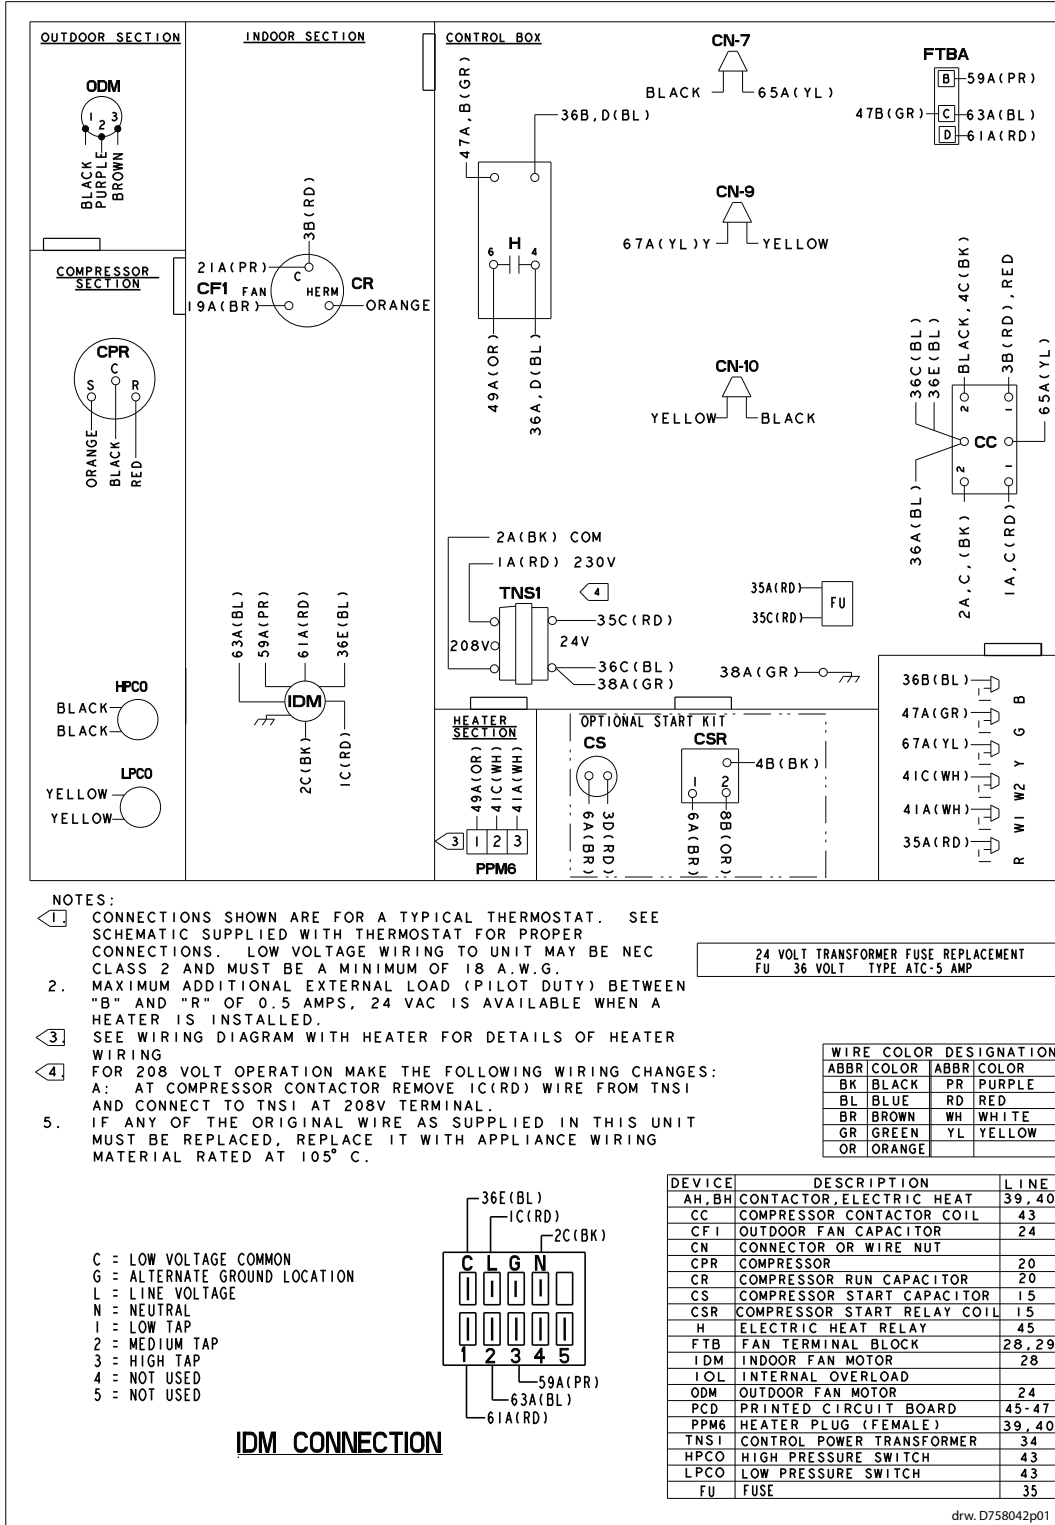 OUTDOOR SECTION
INDOOR SECTION
CONTROL BOX
ODM
1 2 3
BLACK
PURPLE
BROWN
COMPRESSOR
SECTION
CPR
C
S R
ORANGE
BLACK
RED
HPCO
BLACK
BLACK
LPCO
YELLOW
YELLOW
3B(RD)
21A(PR)
C
CF1 FAN HERM CR
19A(BR)
ORANGE
63A(BL)
59A(PR)
61A(RD)
36E(BL)
IDM
2C(BK)
1C(RD)
47A,B(GR)
36B,D(BL)
H
6 4
49A(OR)
36A,D(BL)
CN-7
BLACK 65A(YL)
FTBA
B 59A(PR)
47B(GR) C 63A(BL)
D 61A(RD)
CN-9
67A(YL)Y YELLOW
CN-10
YELLOW BLACK
36C(BL)
36E(BL)
BLACK,4C(BK)
3B(RD),RED
65A(YL)
2 1
CC
2 1
36A(BL)
2A,C,(BK)
1A,C(RD)
2A(BK) COM
1A(RD) 230V
TNS1 4
35C(RD)
208V 24V
36C(BL)
38A(GR)
35A(RD)
FU
35C(RD)
38A(GR)
HEATER
SECTION
49A(OR)
41C(WH)
41A(WH)
3 1 2 3
PPM6
OPTIONAL START KIT
CS
6A(BR)
3D(RD)
CSR
4B(BK)
1 2
6A(BR)
8B(OR)
36B(BL) B
47A(GR) G
67A(YL) Y
41C(WH) W2
41A(WH) W1
35A(RD) R
NOTES:
1. CONNECTIONS SHOWN ARE FOR A TYPICAL THERMOSTAT. SEE
SCHEMATIC SUPPLIED WITH THERMOSTAT FOR PROPER
CONNECTIONS. LOW VOLTAGE WIRING TO UNIT MAY BE NEC
CLASS 2 AND MUST BE A MINIMUM OF 18 A.W.G.
2. MAXIMUM ADDITIONAL EXTERNAL LOAD (PILOT DUTY) BETWEEN
"B" AND "R" OF 0.5 AMPS, 24 VAC IS AVAILABLE WHEN A
HEATER IS INSTALLED.
3. SEE WIRING DIAGRAM WITH HEATER FOR DETAILS OF HEATER
WIRING
4. FOR 208 VOLT OPERATION MAKE THE FOLLOWING WIRING CHANGES:
A: AT COMPRESSOR CONTACTOR REMOVE 1C(RD) WIRE FROM TNS1
AND CONNECT TO TNS1 AT 208V TERMINAL.
5. IF ANY OF THE ORIGINAL WIRE AS SUPPLIED IN THIS UNIT
MUST BE REPLACED, REPLACE IT WITH APPLIANCE WIRING
MATERIAL RATED AT 105° C.
24 VOLT TRANSFORMER FUSE REPLACEMENT
FU 36 VOLT TYPE ATC-5 AMP
WIRE COLOR DESIGNATION
ABBR COLOR ABBR COLOR
BK BLACK PR PURPLE
BL BLUE RD RED
BR BROWN WH WHITE
GR GREEN YL YELLOW
OR ORANGE
DEVICE DESCRIPTION LINE
AH,BH CONTACTOR,ELECTRIC HEAT 39,40
CC COMPRESSOR CONTACTOR COIL 43
CF1 OUTDOOR FAN CAPACITOR 24
CN CONNECTOR OR WIRE NUT
CPR COMPRESSOR 20
CR COMPRESSOR RUN CAPACITOR 20
CS COMPRESSOR START CAPACITOR 15
CSR COMPRESSOR START RELAY COIL 15
H ELECTRIC HEAT RELAY 45
FTB FAN TERMINAL BLOCK 28,29
IDM INDOOR FAN MOTOR 28
IOL INTERNAL OVERLOAD
ODM OUTDOOR FAN MOTOR 24
PCD PRINTED CIRCUIT BOARD 45-47
PPM6 HEATER PLUG (FEMALE) 39,40
TNS1 CONTROL POWER TRANSFORMER 34
HPCO HIGH PRESSURE SWITCH 43
LPCO LOW PRESSURE SWITCH 43
FU FUSE 35
C = LOW VOLTAGE COMMON
G = ALTERNATE GROUND LOCATION
L = LINE VOLTAGE
N = NEUTRAL
1 = LOW TAP
2 = MEDIUM TAP
3 = HIGH TAP
4 = NOT USED
5 = NOT USED
36E(BL)
1C(RD)
2C(BK)
C L G N
1 2 3 4 5
59A(PR)
63A(BL)
61A(RD)
IDM CONNECTION
drw. D758042p01